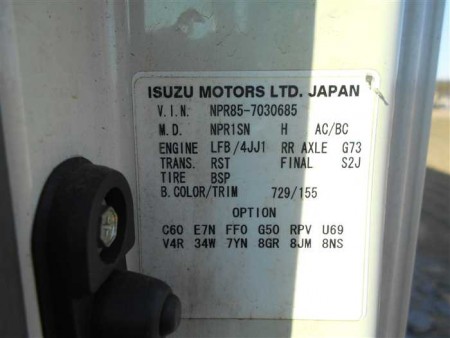 ISUZU MOTORS LTD. JAPAN
V.I.N. NPR85-7030685
M.D. NPR1SN H AC/BC
ENGINE LFB/4JJ1 RR AXLE G73
TRANS. RST FINAL S2J
TIRE BSP
B.COLOR/TRIM 729/155
OPTION
C60 E7N FF0 G50 RPV U69
V4R 34W 7YN 8GR 8JM 8NS